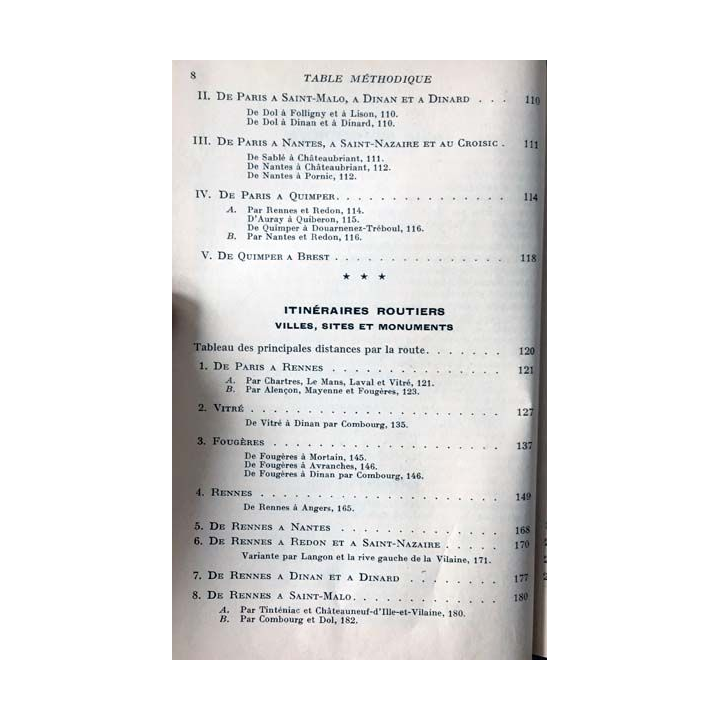 8
TABLE MÉTHODIQUE
II. DE PARIS A SAINT-MALO, A DINAN ET A DINARD . . . 110
De Dol à Folligny et à Lison, 110.
De Dol à Dinan et à Dinard, 110.
III. DE PARIS A NANTES, A SAINT-NAZAIRE ET AU CROISIC . 111
De Sablé à Châteaubriant, 111.
De Nantes à Châteaubriant, 112.
De Nantes à Pornic, 112.
IV. DE PARIS A QUIMPER. . . . . . . . . . . . . . . 114
A. Par Rennes et Redon, 114.
D'Auray à Quiberon, 115.
De Quimper à Douarnenez-Tréboul, 116.
B. Par Nantes et Redon, 116.
V. DE QUIMPER A BREST . . . . . . . . . . . . . . . 118
★ ★ ★
ITINÉRAIRES ROUTIERS
VILLES, SITES ET MONUMENTS
Tableau des principales distances par la route. . . . . . . 120
1. DE PARIS A RENNES . . . . . . . . . . . . . . . 121
A. Par Chartres, Le Mans, Laval et Vitré, 121.
B. Par Alençon, Mayenne et Fougères, 123.
2. VITRÉ . . . . . . . . . . . . . . . . . . . . . 127
De Vitré à Dinan par Combourg, 135.
3. FOUGÈRES . . . . . . . . . . . . . . . . . . . 137
De Fougères à Mortain, 145.
De Fougères à Avranches, 146.
De Fougères à Dinan par Combourg, 146.
4. RENNES . . . . . . . . . . . . . . . . . . . . 149
De Rennes à Angers, 165.
5. DE RENNES A NANTES . . . . . . . . . . . . . . 168
6. DE RENNES A REDON ET A SAINT-NAZAIRE . . . . . 170
Variante par Langon et la rive gauche de la Vilaine, 171.
7. DE RENNES A DINAN ET A DINARD . . . . . . . . 177
8. DE RENNES A SAINT-MALO. . . . . . . . . . . . . 180
A. Par Tinténiac et Châteauneuf-d'Ille-et-Vilaine, 180.
B. Par Combourg et Dol, 182.